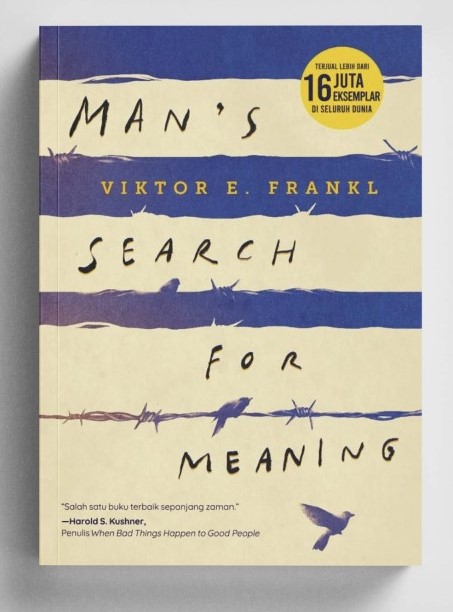 TERJUAL LEBIH DARI
16 JUTA
EKSEMPLAR
DI SELURUH DUNIA
MAN'S
VIKTOR E. FRANKL
SEARCH
FOR
MEANING
"Salah satu buku terbaik sepanjang zaman."
—Harold S. Kushner,
Penulis When Bad Things Happen to Good People